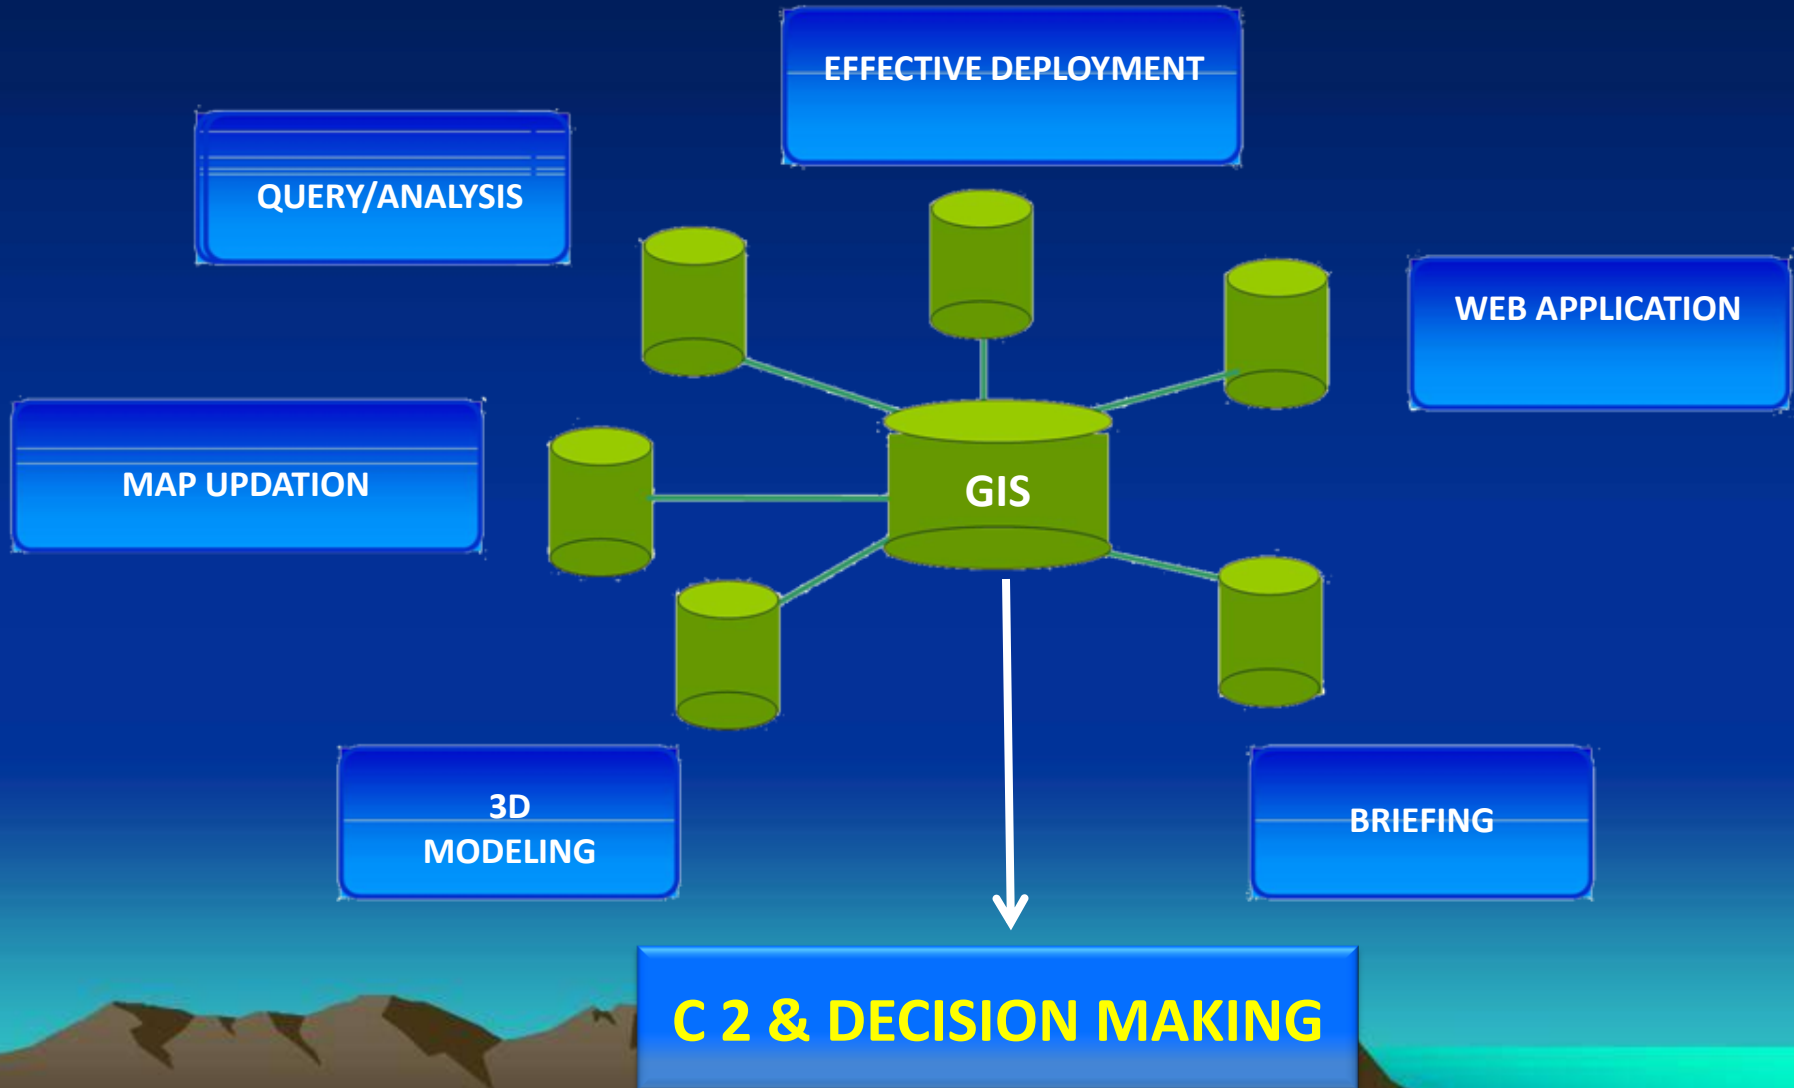 EFFECTIVE DEPLOYMENT
QUERY/ANALYSIS
WEB APPLICATION
MAP UPDATION
GIS
3D
MODELING
BRIEFING
C 2 & DECISION MAKING